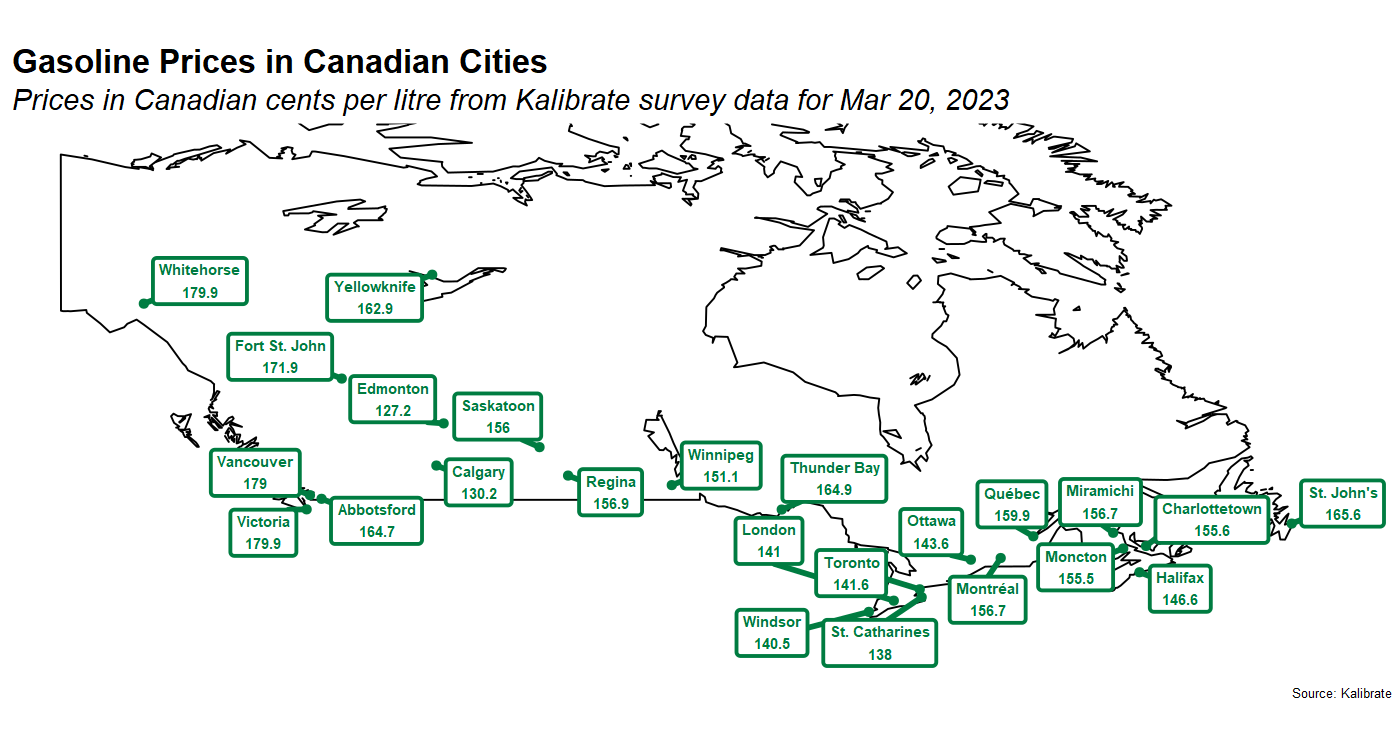 Gasoline Prices in Canadian Cities
Prices in Canadian cents per litre from Kalibrate survey data for Mar 20, 2023
Whitehorse
179.9
Yellowknife
162.9
Fort St. John
171.9
Edmonton
127.2
Saskatoon
156
Vancouver
179
Victoria
179.9
Abbotsford
164.7
Calgary
130.2
Regina
156.9
Winnipeg
151.1
Thunder Bay
164.9
London
141
Toronto
141.6
Windsor
140.5
St. Catharines
138
Ottawa
143.6
Montréal
156.7
Québec
159.9
Miramichi
156.7
Moncton
155.5
Charlottetown
155.6
Halifax
146.6
St. John's
165.6
Source: Kalibrate